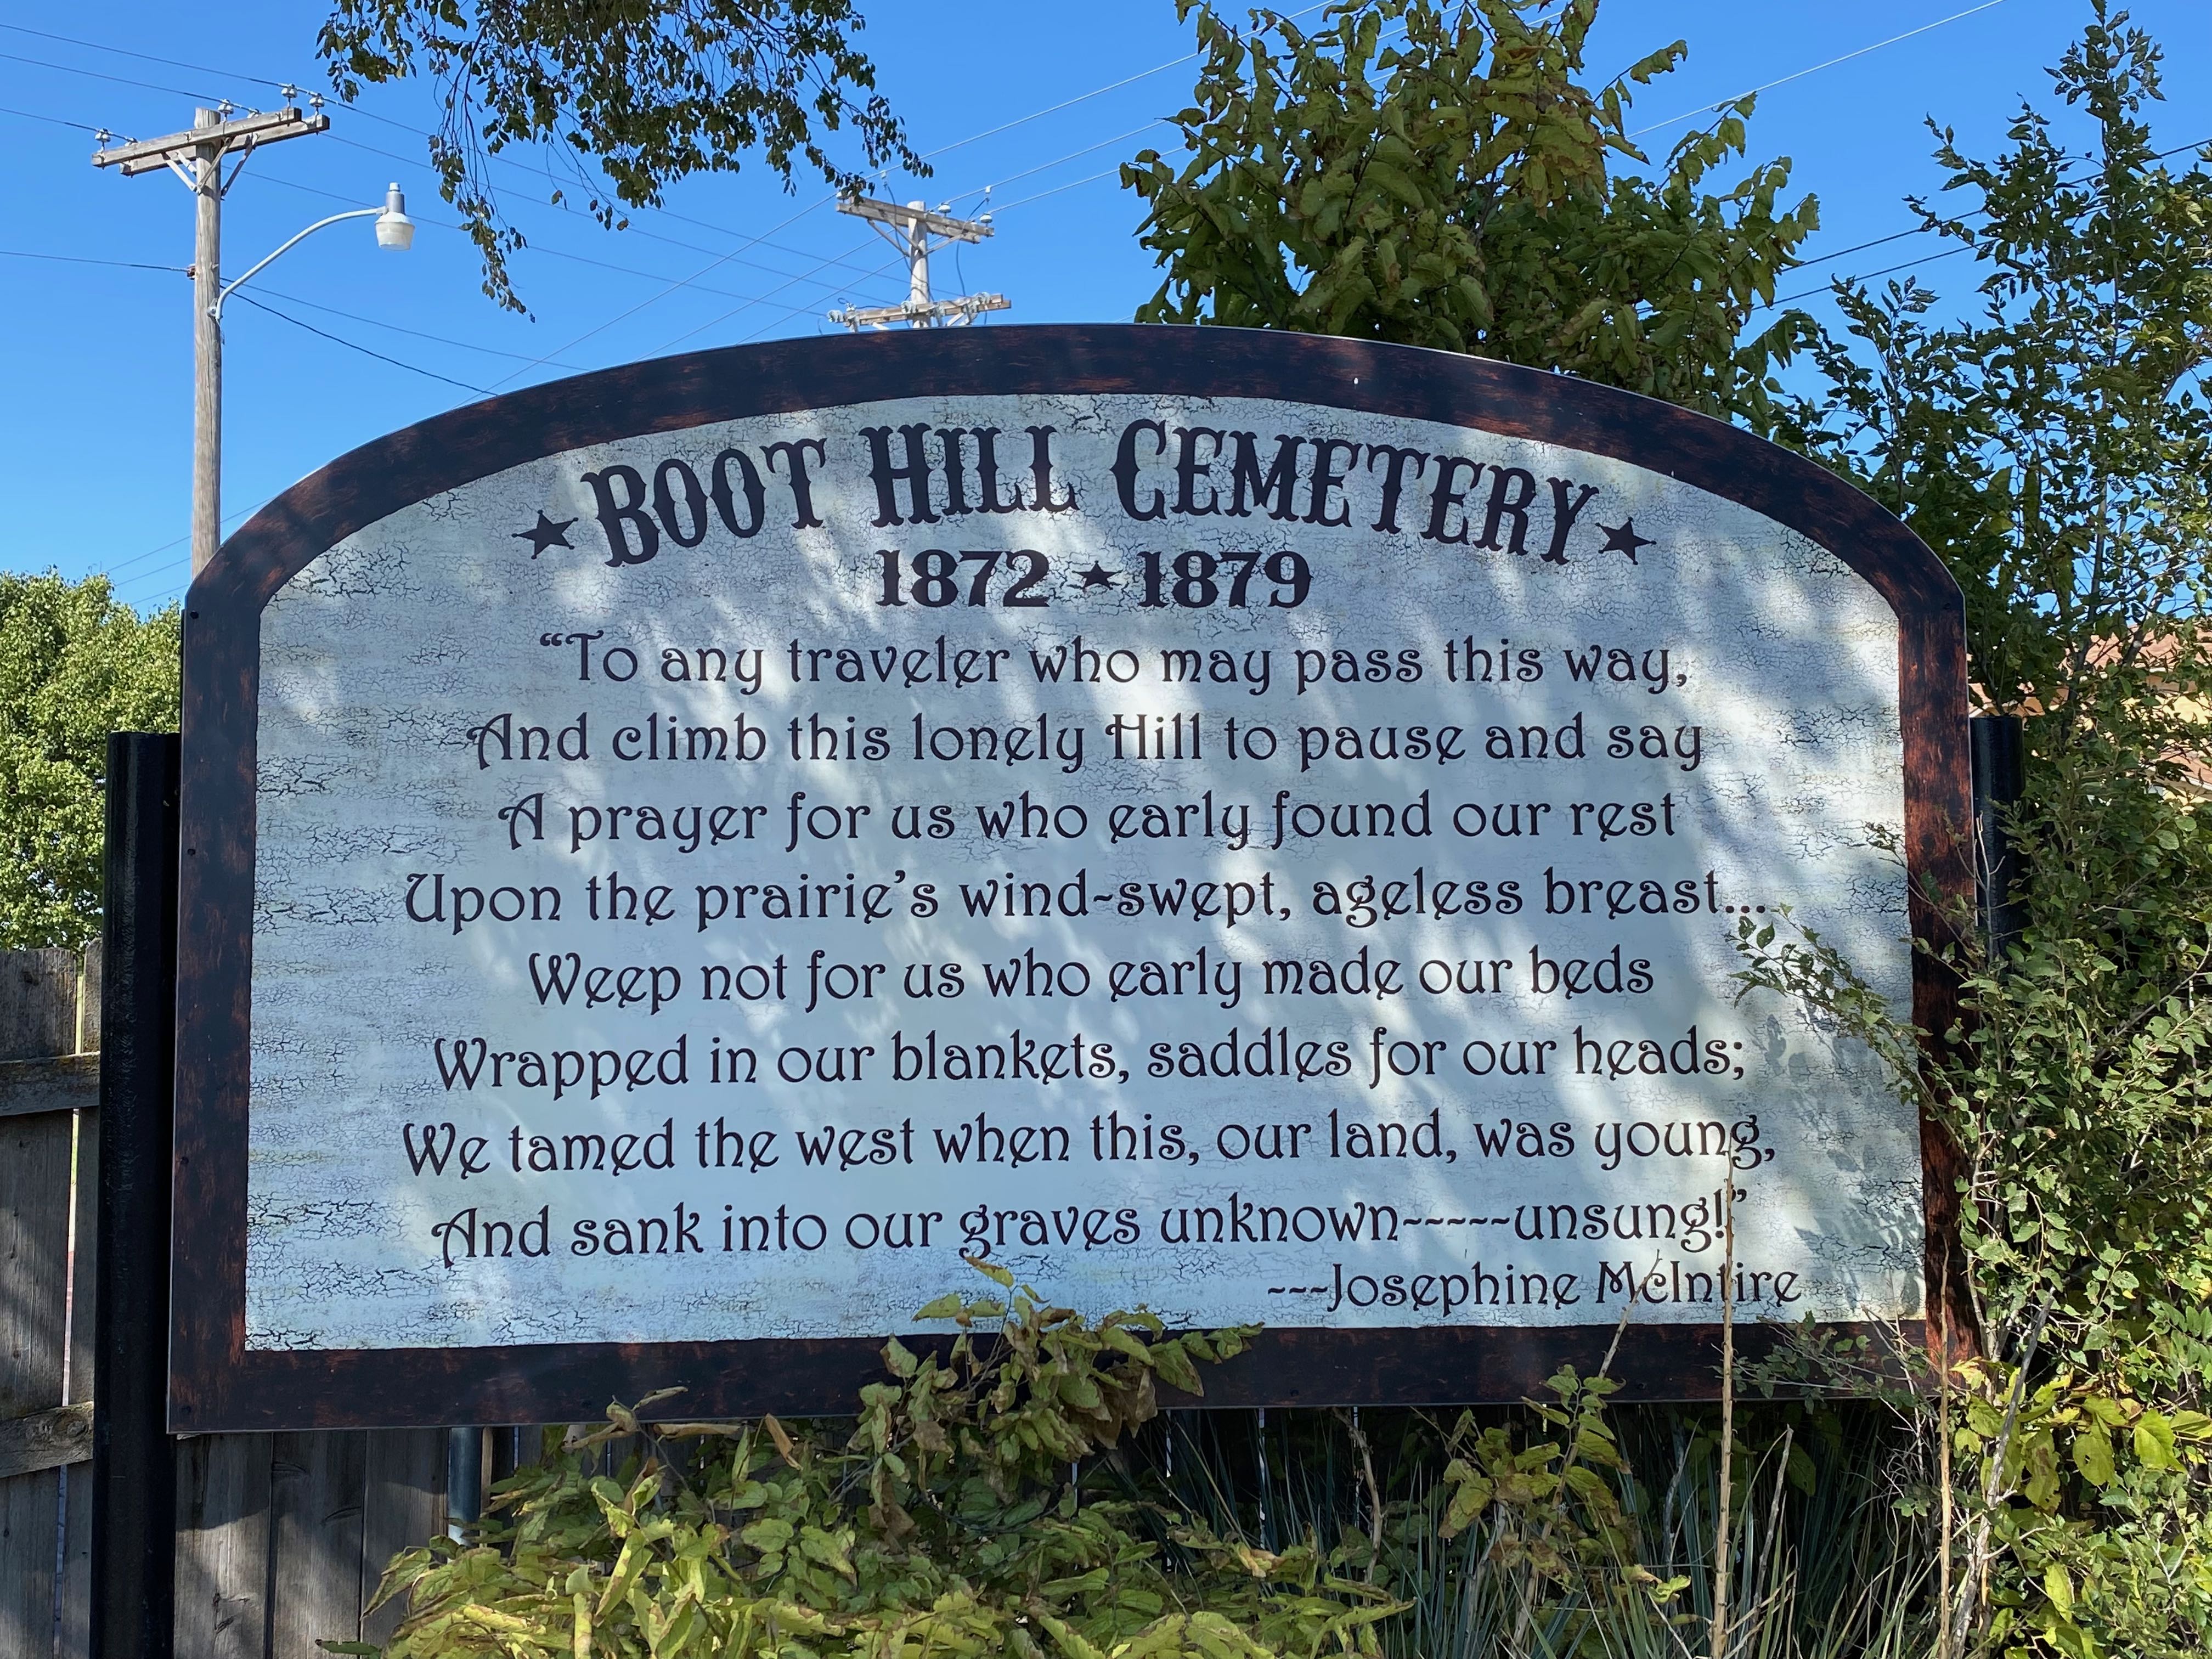 ★BOOT HILL CEMETERY★
1872★1879
“To any traveler who may pass this way,
And climb this lonely Hill to pause and say
A prayer for us who early found our rest
Upon the prairie’s wind-swept, ageless breast...
Weep not for us who early made our beds
Wrapped in our blankets, saddles for our heads;
We tamed the west when this, our land, was young,
And sank into our graves unknown-----unsung!”
---Josephine McIntire